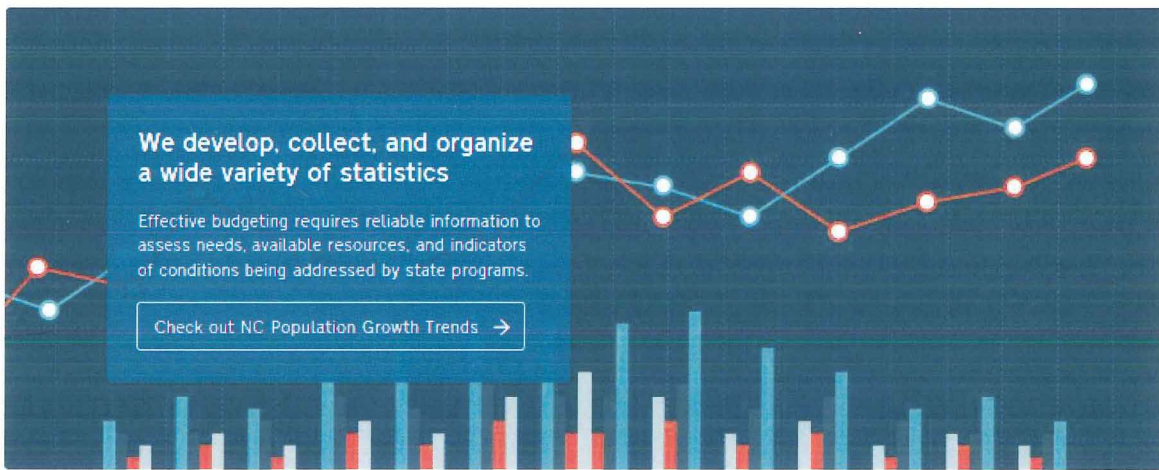 We develop, collect, and organize
a wide variety of statistics
Effective budgeting requires reliable information to
assess needs, available resources, and indicators
of conditions being addressed by state programs.
Check out NC Population Growth Trends →